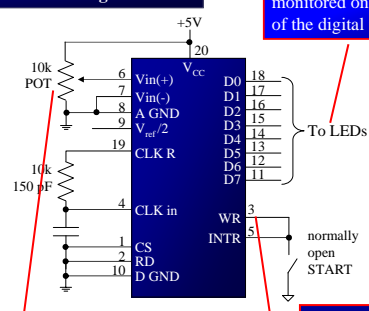 monitored on
of the digital
+5V
20
V_CC
10k
POT
6 Vin(+)
7 Vin(-)
8 A GND
9 V_ref/2
19 CLK R
10k
150 pF
4 CLK in
1 CS
2 RD
10 D GND
D0 18
D1 17
D2 16
D3 15
D4 14
D5 13
D6 12
D7 11
To LEDs
WR 3
INTR 5
normally
open
START